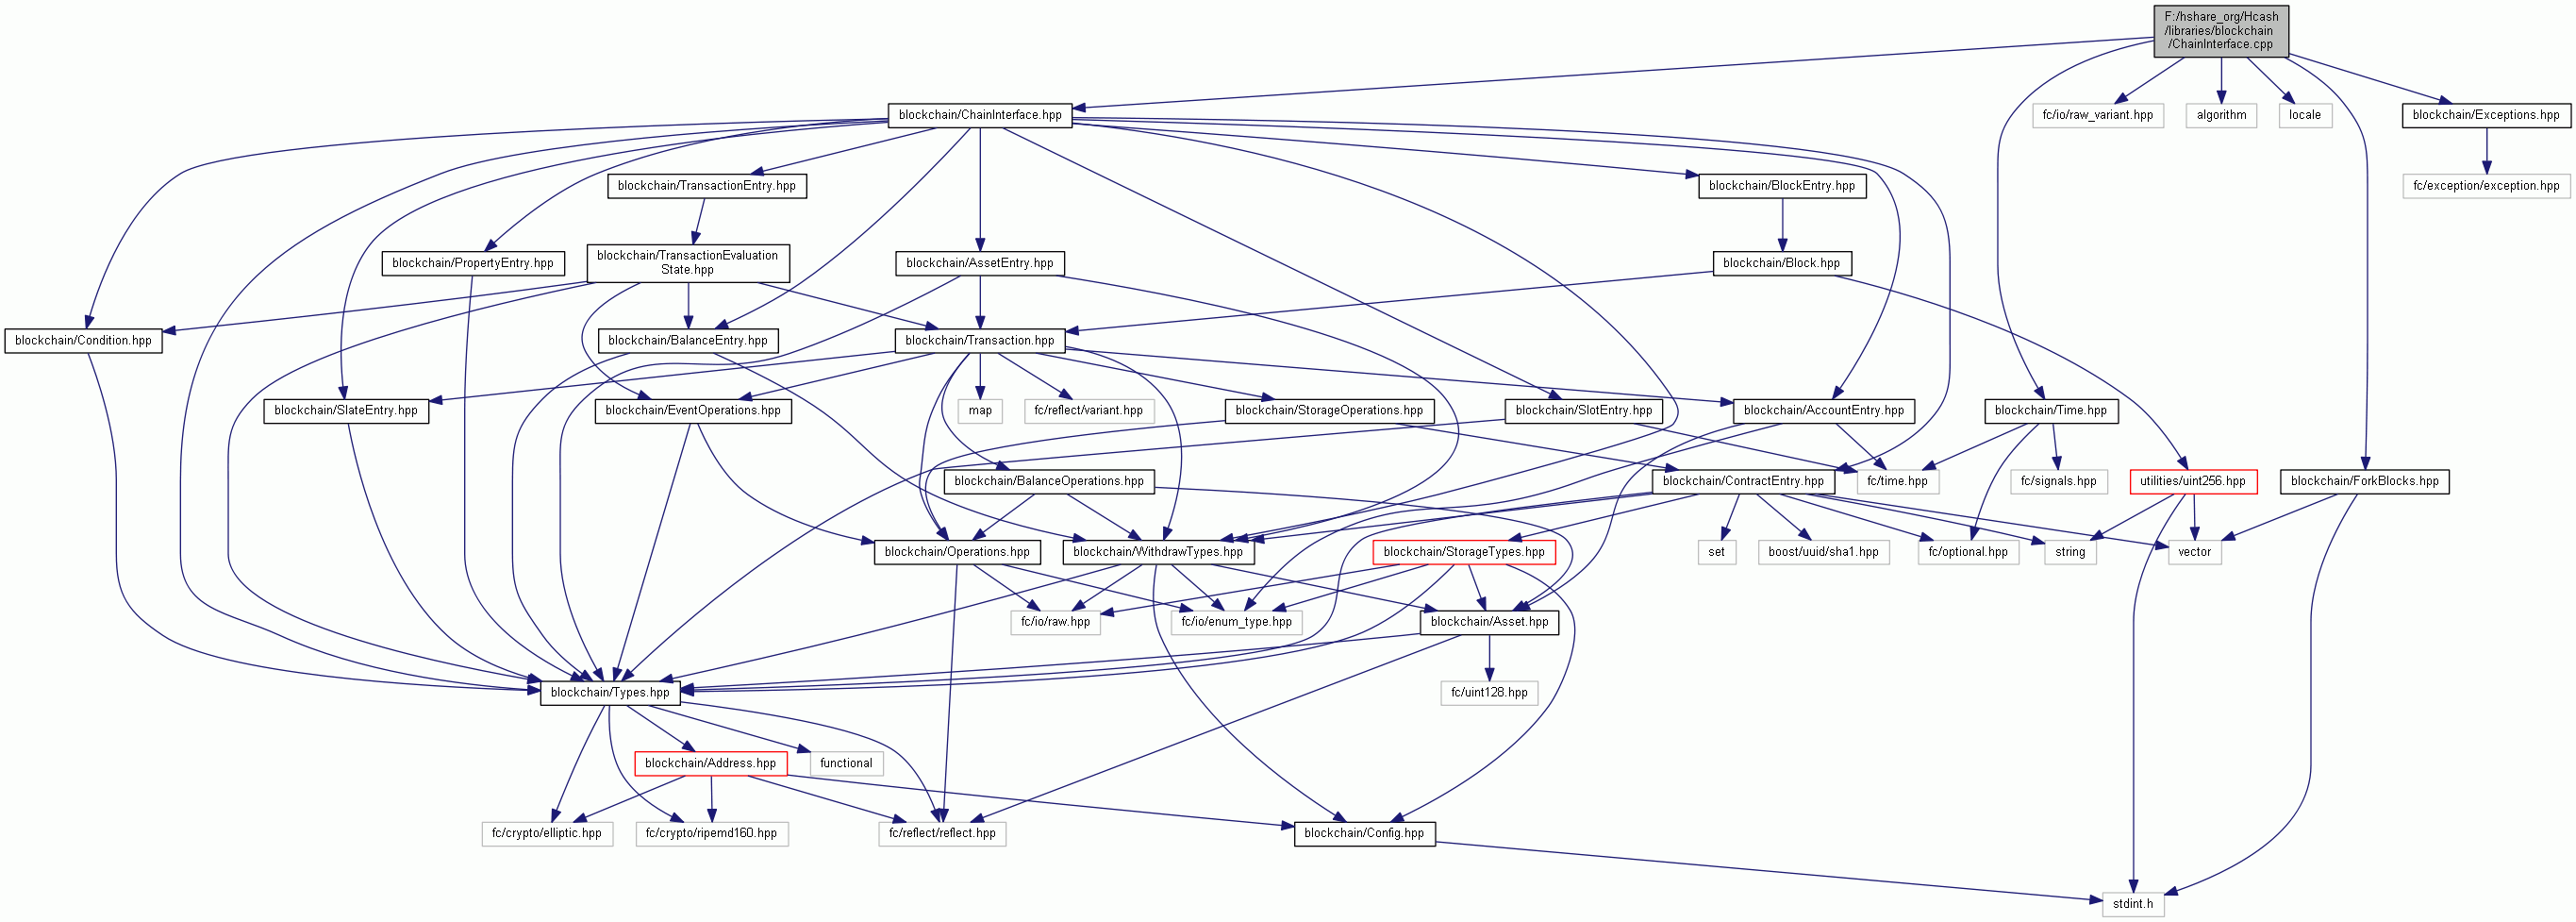 F:/hshare_org/Hcash
/libraries/blockchain
/ChainInterface.cpp
blockchain/ChainInterface.hpp
fc/io/raw_variant.hpp
algorithm
locale
blockchain/Exceptions.hpp
blockchain/TransactionEntry.hpp
blockchain/BlockEntry.hpp
fc/exception/exception.hpp
blockchain/PropertyEntry.hpp
blockchain/TransactionEvaluation
State.hpp
blockchain/AssetEntry.hpp
blockchain/Block.hpp
blockchain/Condition.hpp
blockchain/BalanceEntry.hpp
blockchain/Transaction.hpp
blockchain/SlateEntry.hpp
blockchain/EventOperations.hpp
map
fc/reflect/variant.hpp
blockchain/StorageOperations.hpp
blockchain/SlotEntry.hpp
blockchain/AccountEntry.hpp
blockchain/Time.hpp
blockchain/BalanceOperations.hpp
blockchain/ContractEntry.hpp
fc/time.hpp
fc/signals.hpp
utilities/uint256.hpp
blockchain/ForkBlocks.hpp
blockchain/Operations.hpp
blockchain/WithdrawTypes.hpp
blockchain/StorageTypes.hpp
set
boost/uuid/sha1.hpp
fc/optional.hpp
string
vector
fc/io/raw.hpp
fc/io/enum_type.hpp
blockchain/Asset.hpp
blockchain/Types.hpp
fc/uint128.hpp
blockchain/Address.hpp
functional
fc/crypto/elliptic.hpp
fc/crypto/ripemd160.hpp
fc/reflect/reflect.hpp
blockchain/Config.hpp
stdint.h